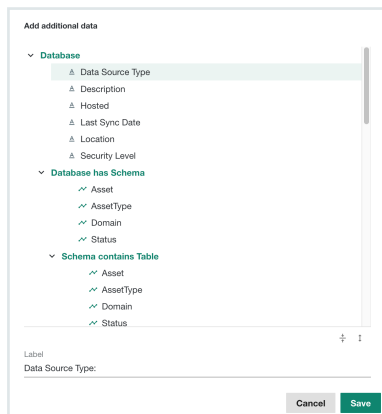 Add additional data
Database
Data Source Type
Description
Hosted
Last Sync Date
Location
Security Level
Database has Schema
Asset
AssetType
Domain
Status
Schema contains Table
Asset
AssetType
Domain
Status
Label
Data Source Type:
Cancel Save